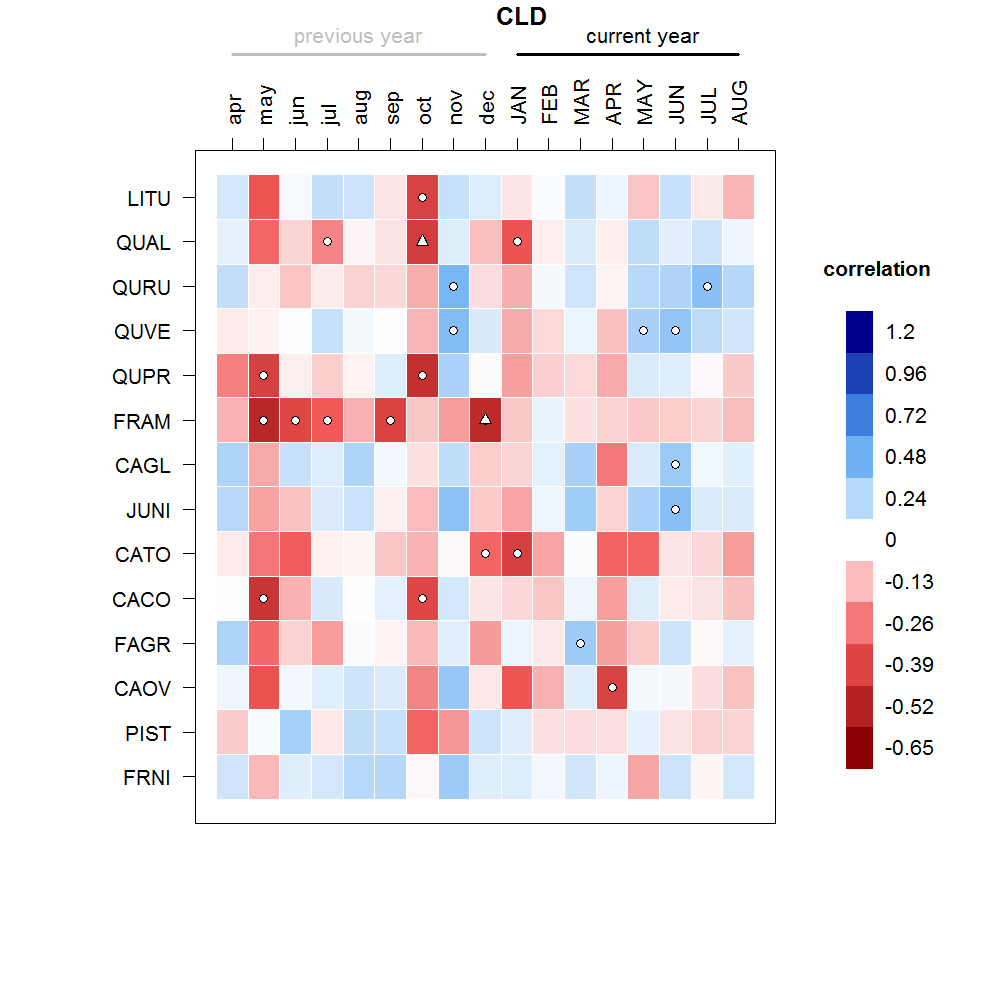 CLD
previous year current year
apr may jun jul aug sep oct nov dec JAN FEB MAR APR MAY JUN JUL AUG
LITU
QUAL
QURU
QUVE
QUPR
FRAM
CAGL
JUNI
CATO
CACO
FAGR
CAOV
PIST
FRNI
correlation
1.2
0.96
0.72
0.48
0.24
0
-0.13
-0.26
-0.39
-0.52
-0.65